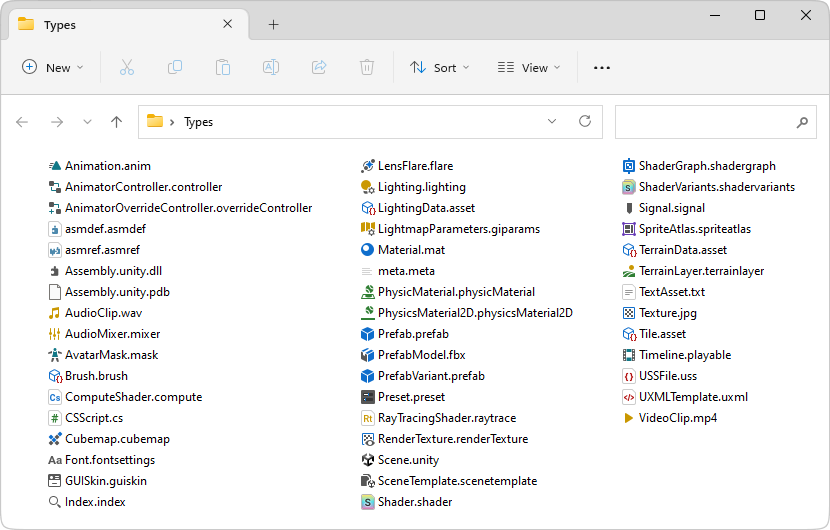 Types
New
Sort
View
Types
Animation.anim
AnimatorController.controller
AnimatorOverrideController.overrideController
asmdef.asmdef
asmref.asmref
Assembly.unity.dll
Assembly.unity.pdb
AudioClip.wav
AudioMixer.mixer
AvatarMask.mask
Brush.brush
Cs ComputeShader.compute
# CSScript.cs
Cubemap.cubemap
Aa Font.fontsettings
GUISkin.guiskin
Index.index
LensFlare.flare
Lighting.lighting
LightingData.asset
LightmapParameters.giparams
Material.mat
meta.meta
PhysicMaterial.physicMaterial
PhysicsMaterial2D.physicsMaterial2D
Prefab.prefab
PrefabModel.fbx
PrefabVariant.prefab
Preset.preset
Rt RayTracingShader.raytrace
RenderTexture.renderTexture
Scene.unity
SceneTemplate.scenetemplate
S Shader.shader
ShaderGraph.shadergraph
S ShaderVariants.shadervariants
Signal.signal
SpriteAtlas.spriteatlas
TerrainData.asset
TerrainLayer.terrainlayer
TextAsset.txt
Texture.jpg
Tile.asset
Timeline.playable
{} USSFile.uss
</> UXMLTemplate.uxml
VideoClip.mp4